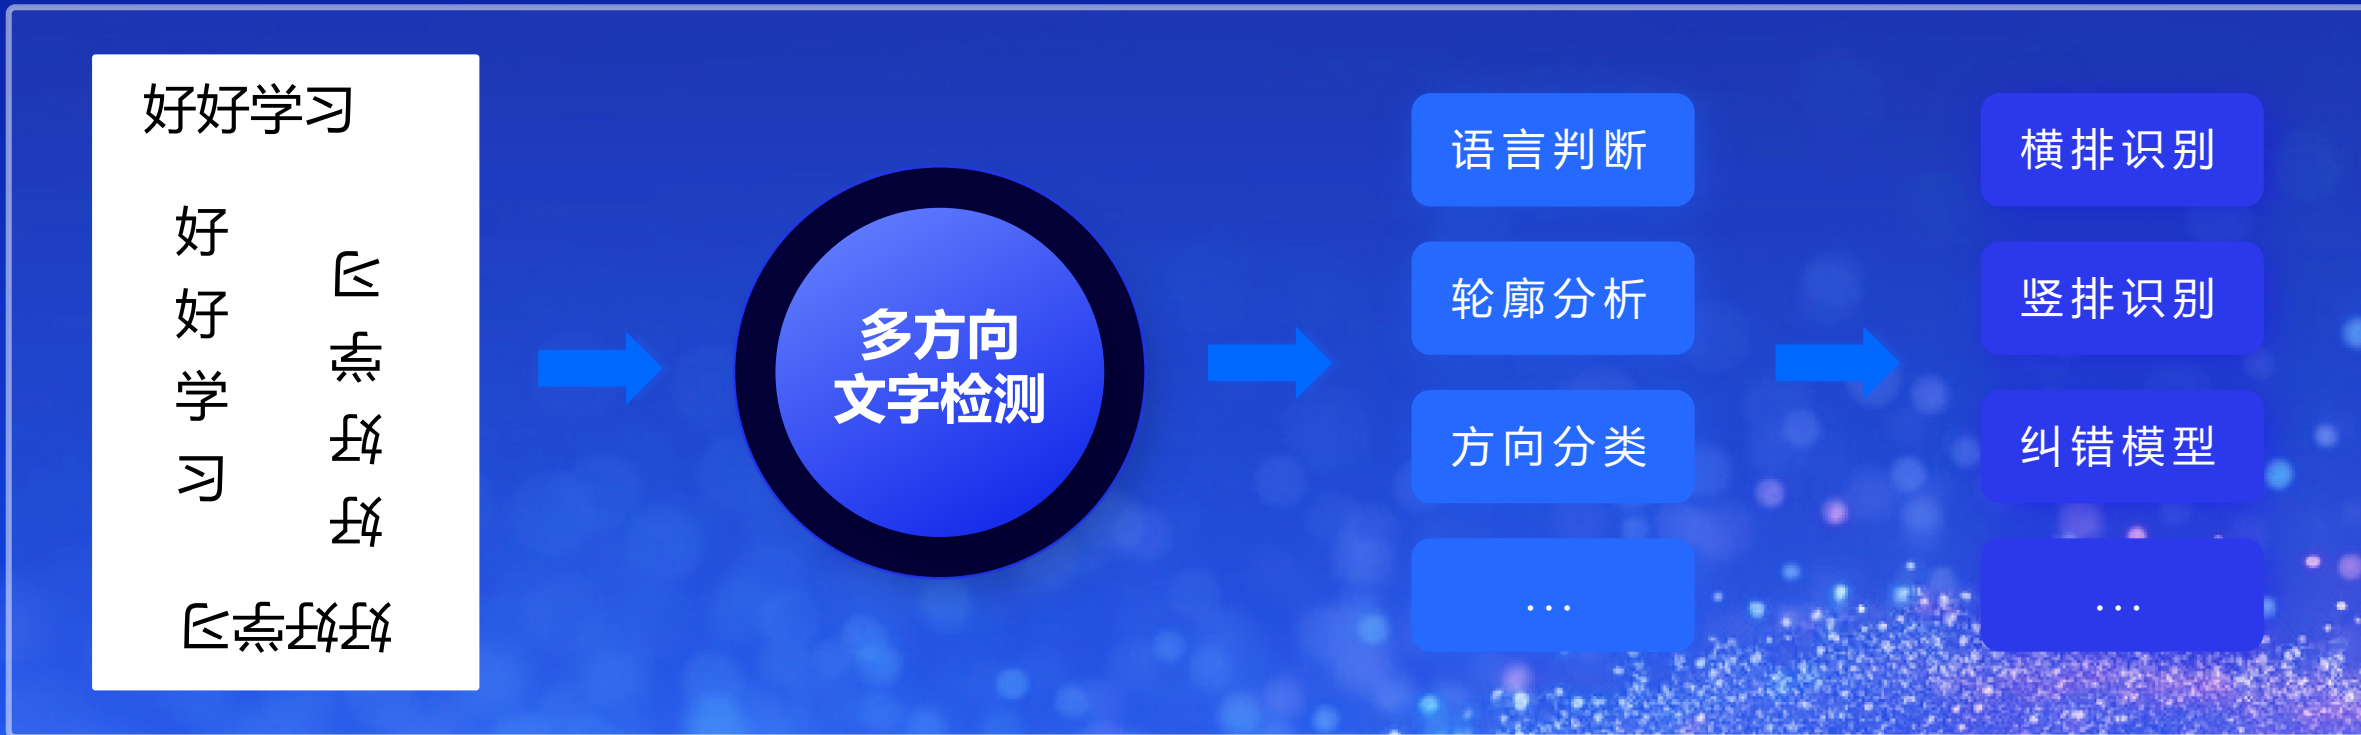 好好学习
好好学习
好好学习
好好学习
多方向
文字检测
语言判断
轮廓分析
方向分类
...
横排识别
竖排识别
纠错模型
...